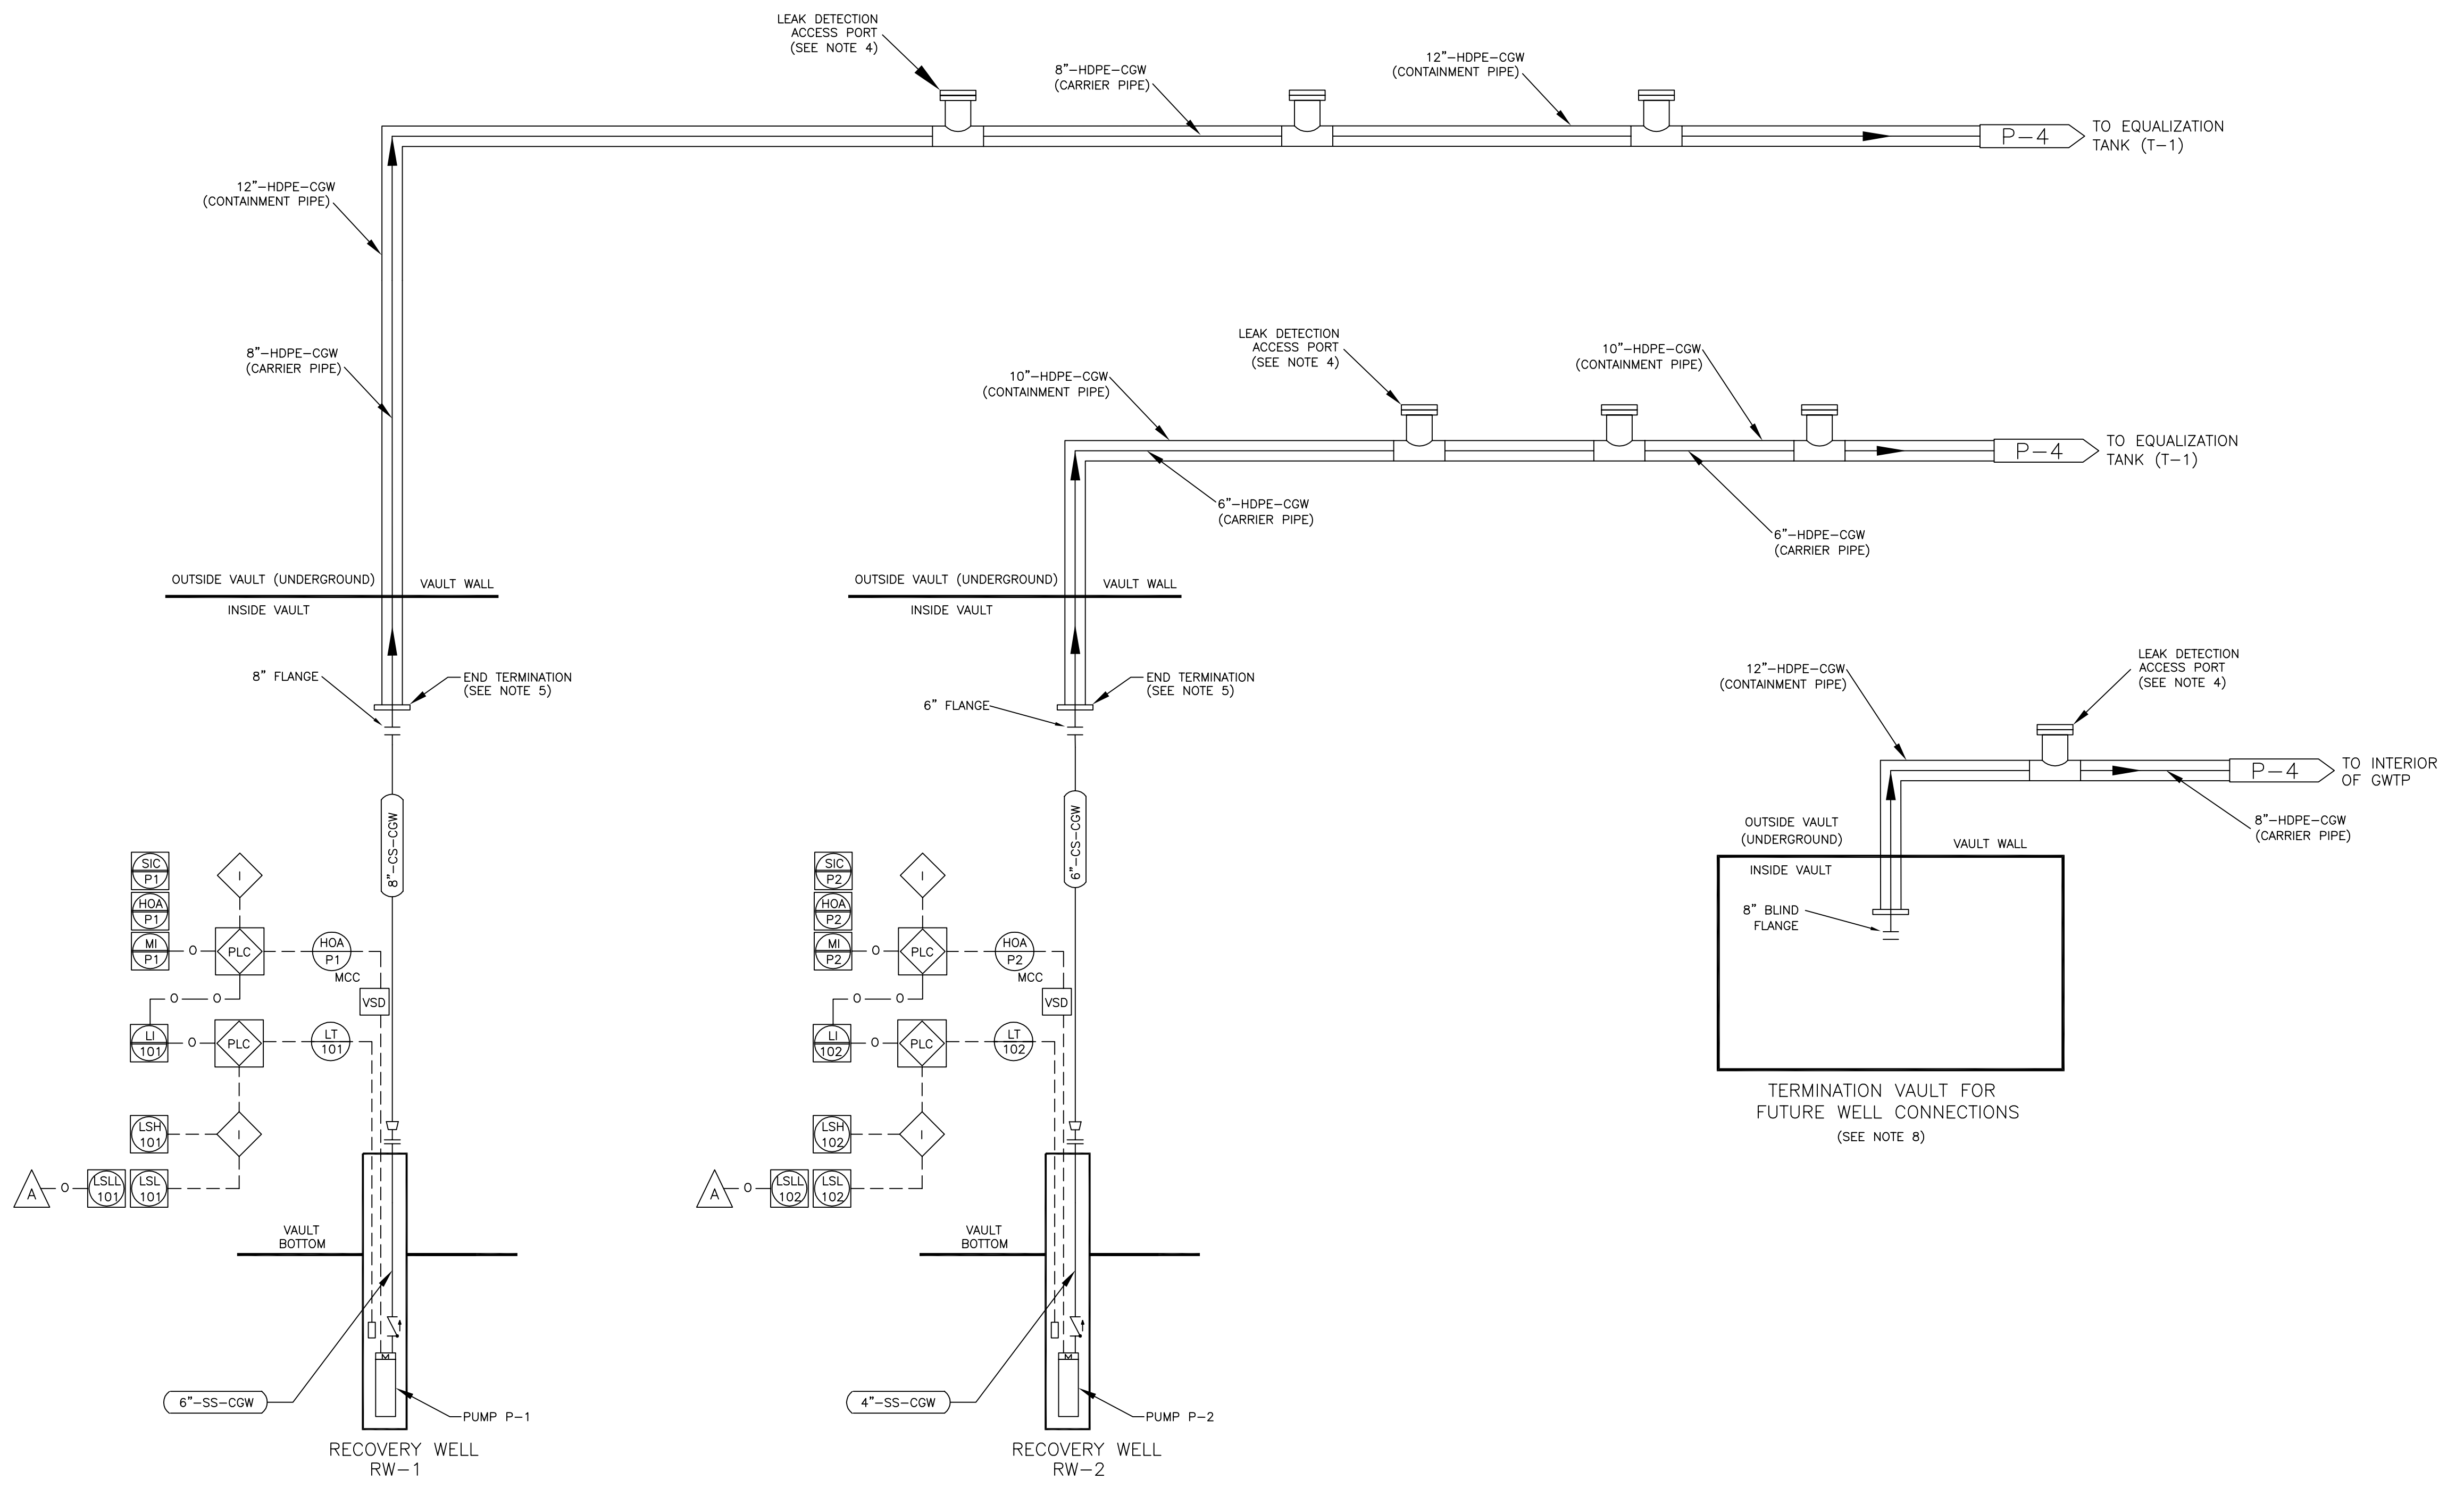 LEAK DETECTION
ACCESS PORT
(SEE NOTE 4)
8"-HDPE-CGW
(CARRIER PIPE)
12"-HDPE-CGW
(CONTAINMENT PIPE)
P-4
TO EQUALIZATION
TANK (T-1)
12"-HDPE-CGW
(CONTAINMENT PIPE)
8"-HDPE-CGW
(CARRIER PIPE)
LEAK DETECTION
ACCESS PORT
(SEE NOTE 4)
10"-HDPE-CGW
(CONTAINMENT PIPE)
10"-HDPE-CGW
(CONTAINMENT PIPE)
P-4
TO EQUALIZATION
TANK (T-1)
6"-HDPE-CGW
(CARRIER PIPE)
6"-HDPE-CGW
(CARRIER PIPE)
OUTSIDE VAULT (UNDERGROUND)
VAULT WALL
INSIDE VAULT
OUTSIDE VAULT (UNDERGROUND)
VAULT WALL
INSIDE VAULT
8" FLANGE
END TERMINATION
(SEE NOTE 5)
6" FLANGE
END TERMINATION
(SEE NOTE 5)
12"-HDPE-CGW
(CONTAINMENT PIPE)
LEAK DETECTION
ACCESS PORT
(SEE NOTE 4)
P-4
TO INTERIOR
OF GWTP
8"-HDPE-CGW
(CARRIER PIPE)
OUTSIDE VAULT
(UNDERGROUND)
VAULT WALL
INSIDE VAULT
8" BLIND
FLANGE
TERMINATION VAULT FOR
FUTURE WELL CONNECTIONS
(SEE NOTE 8)
8"-CS-CGW
SIC
P1
I
HOA
P1
MI
P1
O
PLC
HOA
P1
MCC
VSD
O
O
LI
101
O
PLC
LT
101
LSH
101
I
A
O
LSLL
101
LSL
101
VAULT
BOTTOM
M
6"-SS-CGW
PUMP P-1
RECOVERY WELL
RW-1
6"-CS-CGW
SIC
P2
I
HOA
P2
MI
P2
O
PLC
HOA
P2
MCC
VSD
O
O
LI
102
O
PLC
LT
102
LSH
102
I
A
O
LSLL
102
LSL
102
VAULT
BOTTOM
M
4"-SS-CGW
PUMP P-2
RECOVERY WELL
RW-2